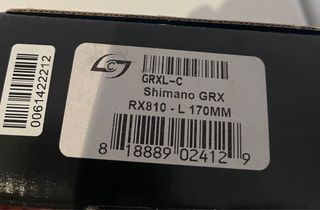 GRXL-C
Shimano GRX
RX810 - L 170MM
8 18889 02412 9
0061422212